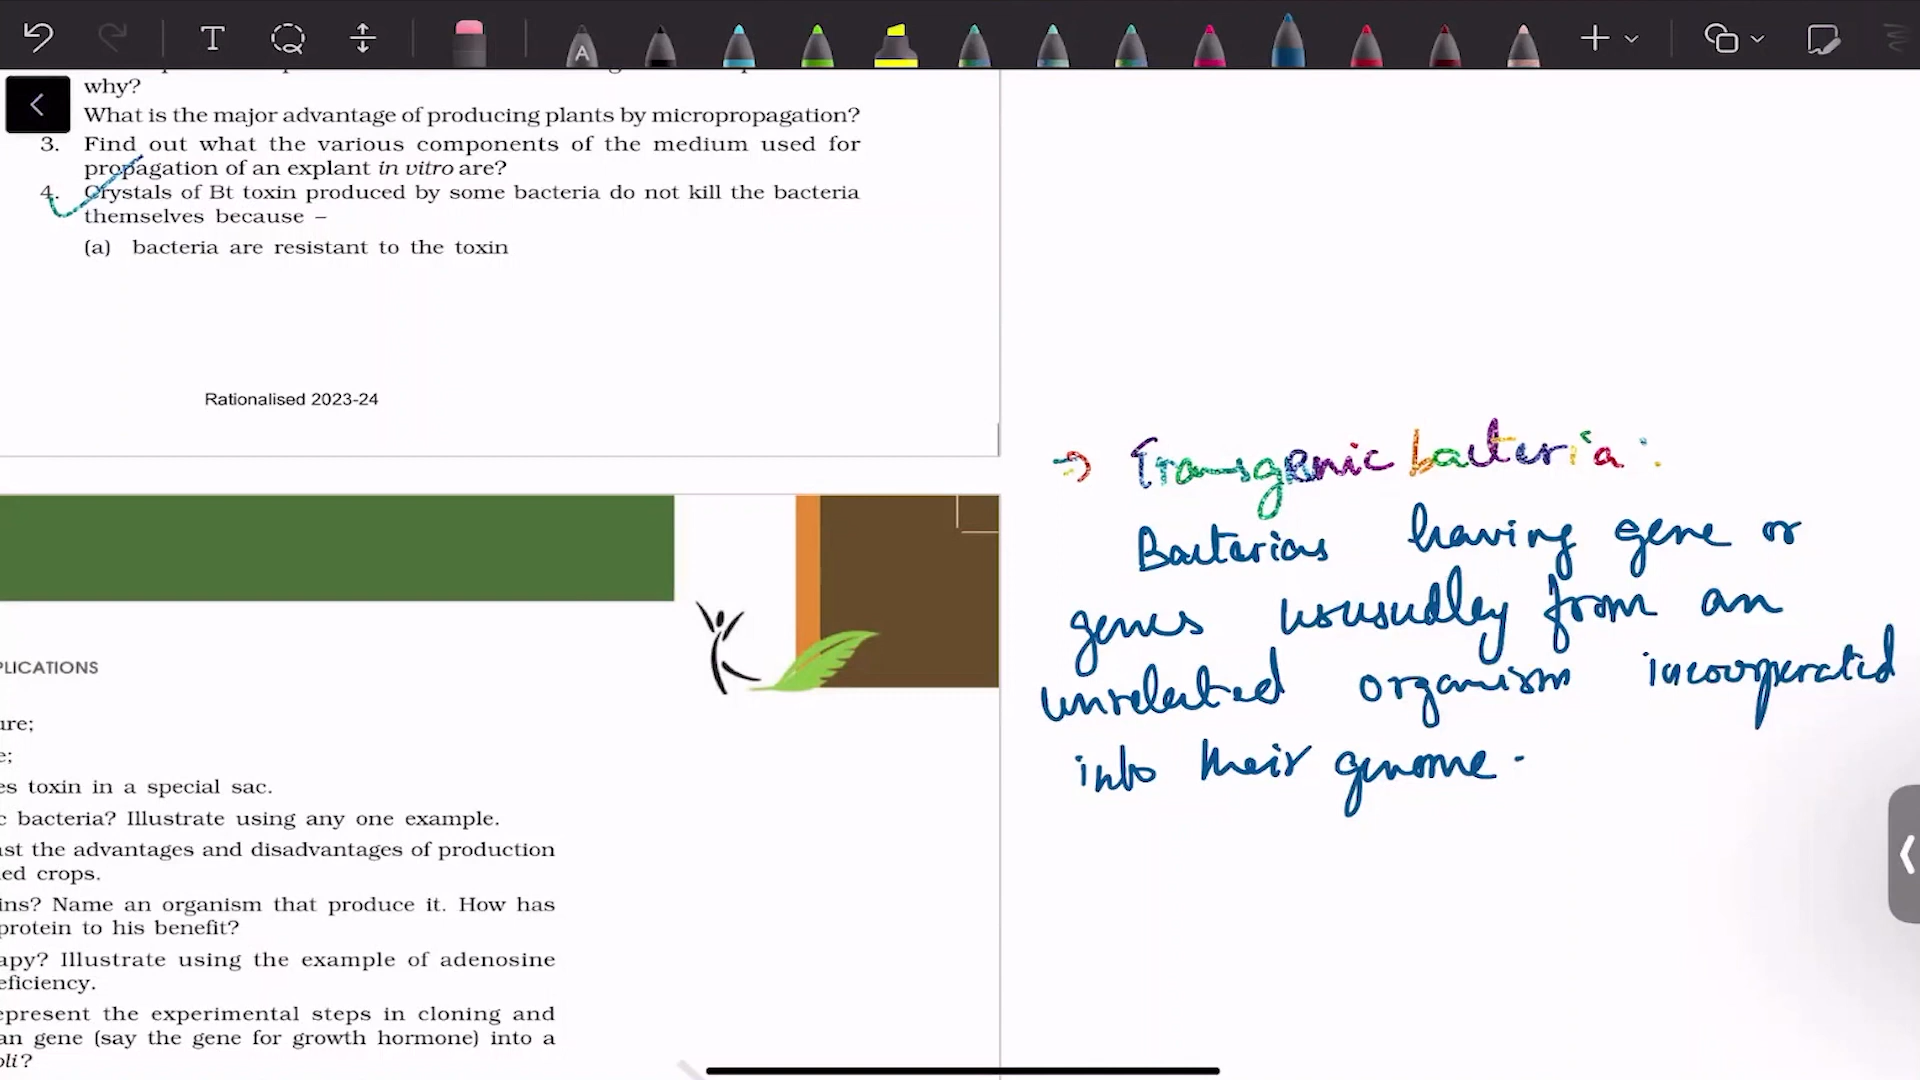 T
A
why?
What is the major advantage of producing plants by micropropagation?
3. Find out what the various components of the medium used for
propagation of an explant in vitro are?
4. Crystals of Bt toxin produced by some bacteria do not kill the bacteria
themselves because –
(a) bacteria are resistant to the toxin
Rationalised 2023-24
PLICATIONS
ure;
e;
es toxin in a special sac.
c bacteria? Illustrate using any one example.
ast the advantages and disadvantages of production
ed crops.
ins? Name an organism that produce it. How has
protein to his benefit?
apy? Illustrate using the example of adenosine
eficiency.
epresent the experimental steps in cloning and
an gene (say the gene for growth hormone) into a
oli?
⇒ Transgenic bacteria:
Bacterias having gene or
genes from an
unrelated organism incoorperated
into their genome.